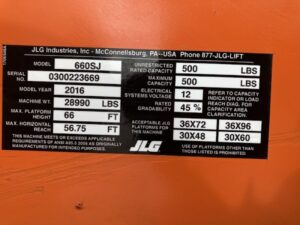 JLG Industries, Inc - McConnellsburg, PA--USA Phone 877-JLG-LIFT
MODEL 660SJ
SERIAL NO. 0300223669
MODEL YEAR 2016
MACHINE WT. 28990 LBS
MAX. PLATFORM HEIGHT 66 FT
MAX. HORIZONTAL REACH 56.75 FT
THIS MACHINE MEETS OR EXCEEDS APPLICABLE
REQUIREMENTS OF ANSI A92.5 2006 AS ORIGINALLY
MANUFACTURED FOR INTENDED PURPOSES.
UNRESTRICTED RATED CAPACITY 500 LBS
MAXIMUM CAPACITY 500 LBS
ELECTRICAL SYSTEMS VOLTAGE 12
RATED GRADEABILITY 45 %
REFER TO CAPACITY
INDICATOR OR LOAD
REACH DIAG. FOR
CAPACITY AREA
CLARIFICATION.
ACCEPTABLE JLG
PLATFORMS FOR
THIS MACHINE
36X72 36X96
30X48 30X60
JLG
USE OF PLATFORMS OTHER THAN
THOSE LISTED IS PROHIBITED